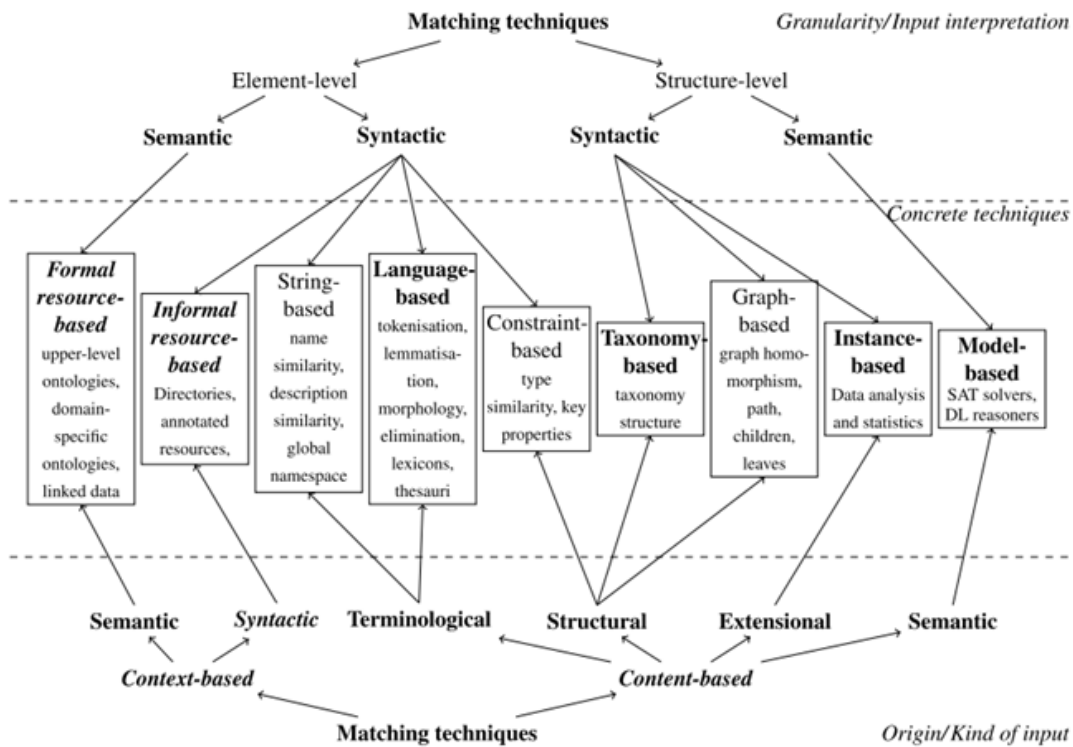 Matching techniques
Granularity/Input interpretation
Element-level
Structure-level
Semantic
Syntactic
Syntactic
Semantic
Concrete techniques
Formal
resource-
based
upper-level
ontologies,
domain-
specific
ontologies,
linked data
Informal
resource-
based
Directories,
annotated
resources,
String-
based
name
similarity,
description
similarity,
global
namespace
Language-
based
tokenisation,
lemmatisa-
tion,
morphology,
elimination,
lexicons,
thesauri
Constraint-
based
type
similarity, key
properties
Taxonomy-
based
taxonomy
structure
Graph-
based
graph homo-
morphism,
path,
children,
leaves
Instance-
based
Data analysis
and statistics
Model-
based
SAT solvers,
DL reasoners
Semantic
Syntactic
Terminological
Structural
Extensional
Semantic
Context-based
Content-based
Matching techniques
Origin/Kind of input